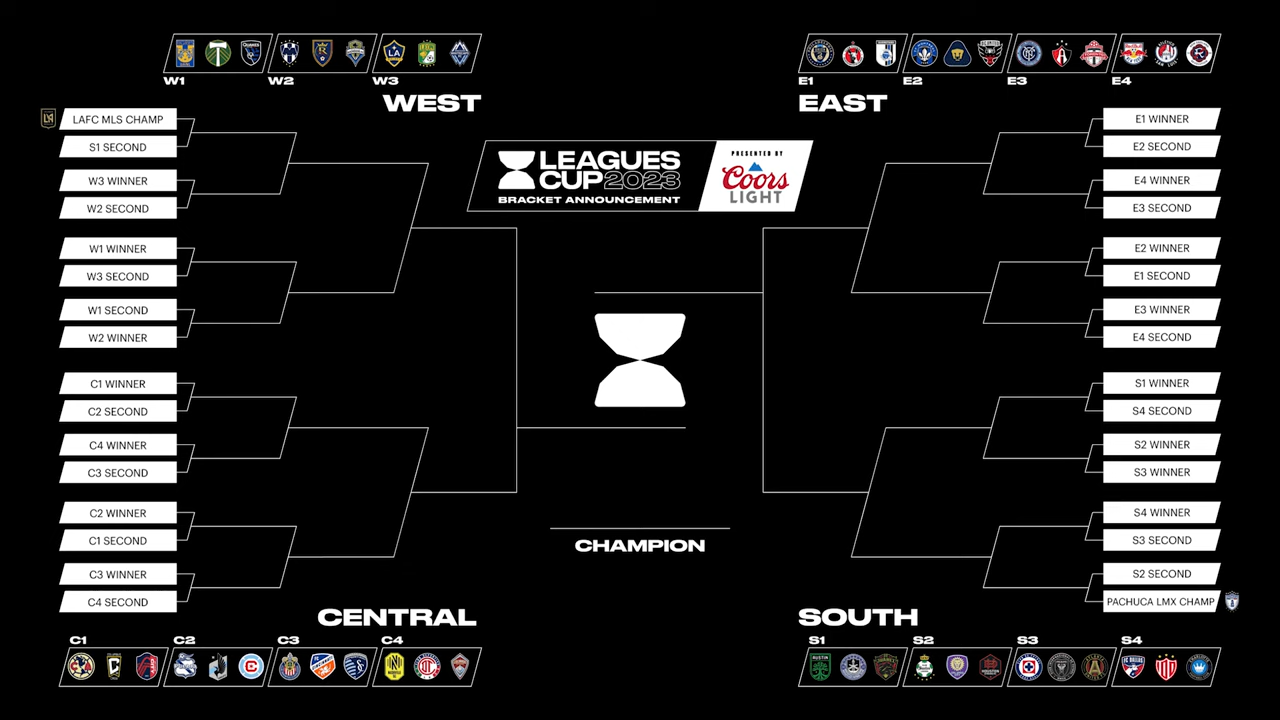 W1 W2 W3
E1 E2 E3 E4
WEST
EAST
LEAGUES
CUP 2023
BRACKET ANNOUNCEMENT
PRESENTED BY
Coors
LIGHT
LAFC MLS CHAMP
S1 SECOND
W3 WINNER
W2 SECOND
W1 WINNER
W3 SECOND
W1 SECOND
W2 WINNER
C1 WINNER
C2 SECOND
C4 WINNER
C3 SECOND
C2 WINNER
C1 SECOND
C3 WINNER
C4 SECOND
E1 WINNER
E2 SECOND
E4 WINNER
E3 SECOND
E2 WINNER
E1 SECOND
E3 WINNER
E4 SECOND
S1 WINNER
S4 SECOND
S2 WINNER
S3 WINNER
S4 WINNER
S3 SECOND
S2 SECOND
PACHUCA LMX CHAMP
CHAMPION
CENTRAL
SOUTH
C1 C2 C3 C4
S1 S2 S3 S4